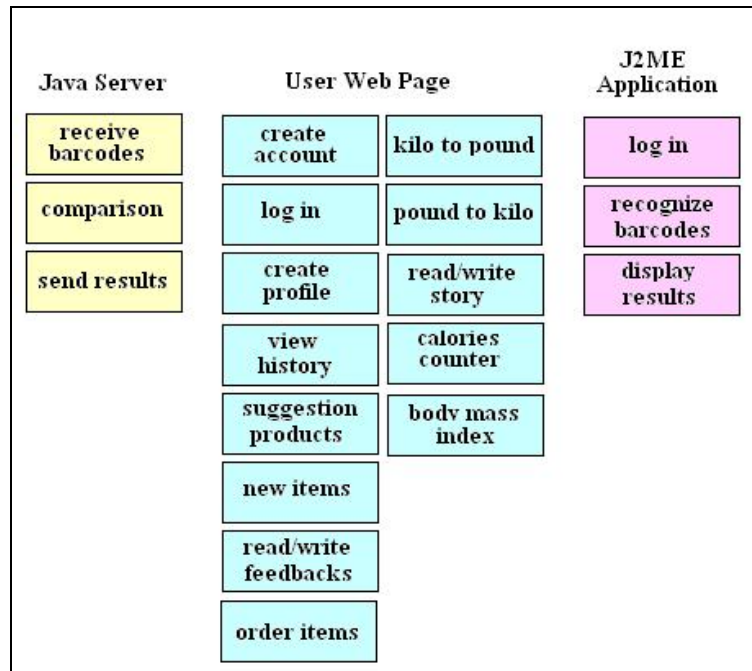 Java Server
receive
barcodes
comparison
send results
User Web Page
create
account
log in
create
profile
view
history
suggestion
products
new items
read/write
feedbacks
order items
kilo to pound
pound to kilo
read/write
story
calories
counter
body mass
index
J2ME
Application
log in
recognize
barcodes
display
results